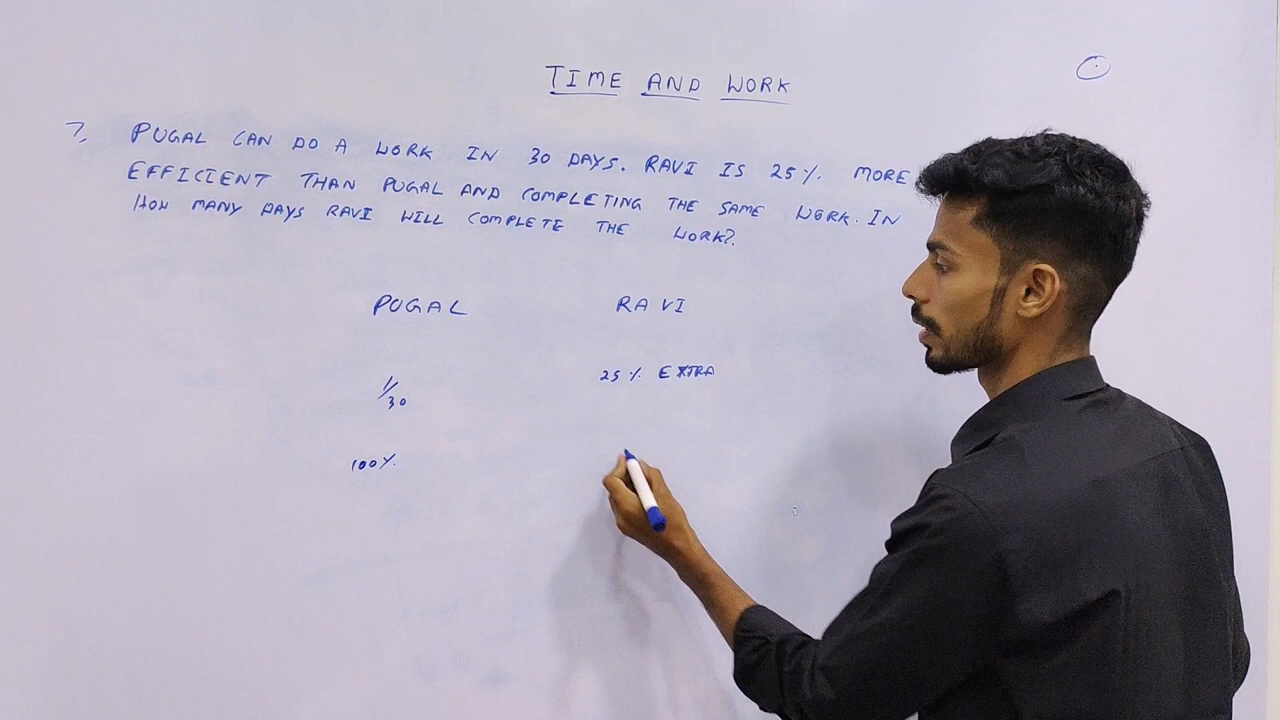 TIME AND WORK
7, PUGAL CAN DO A WORK IN 30 DAYS. RAVI IS 25% MORE
EFFICIENT THAN PUGAL AND COMPLETING THE SAME WORK. IN
HOW MANY DAYS RAVI WILL COMPLETE THE WORK?.
PUGAL RAVI
1/30 25% EXTRA
100%